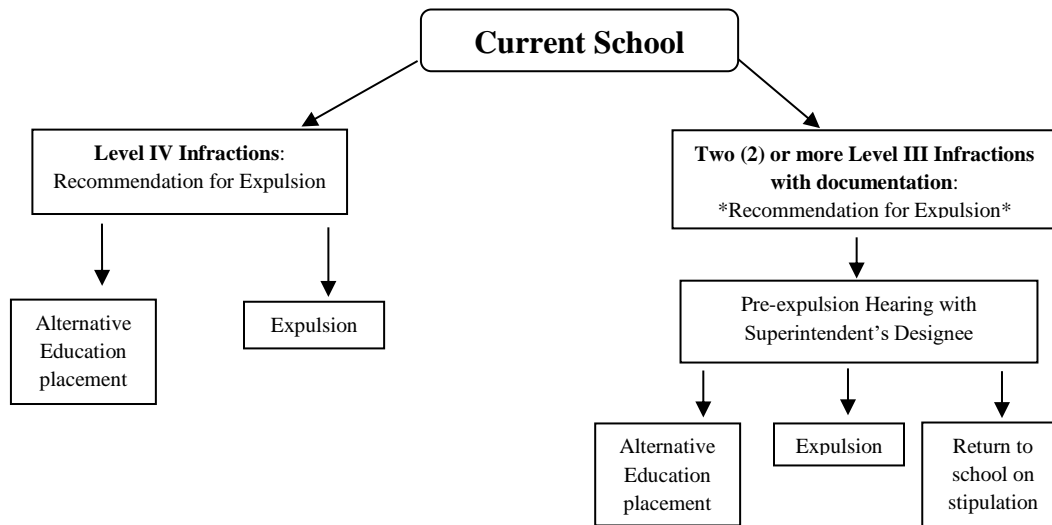 Current School
Level IV Infractions:
Recommendation for Expulsion
Two (2) or more Level III Infractions
with documentation:
*Recommendation for Expulsion*
Alternative
Education
placement
Expulsion
Pre-expulsion Hearing with
Superintendent’s Designee
Alternative
Education
placement
Expulsion
Return to
school on
stipulation